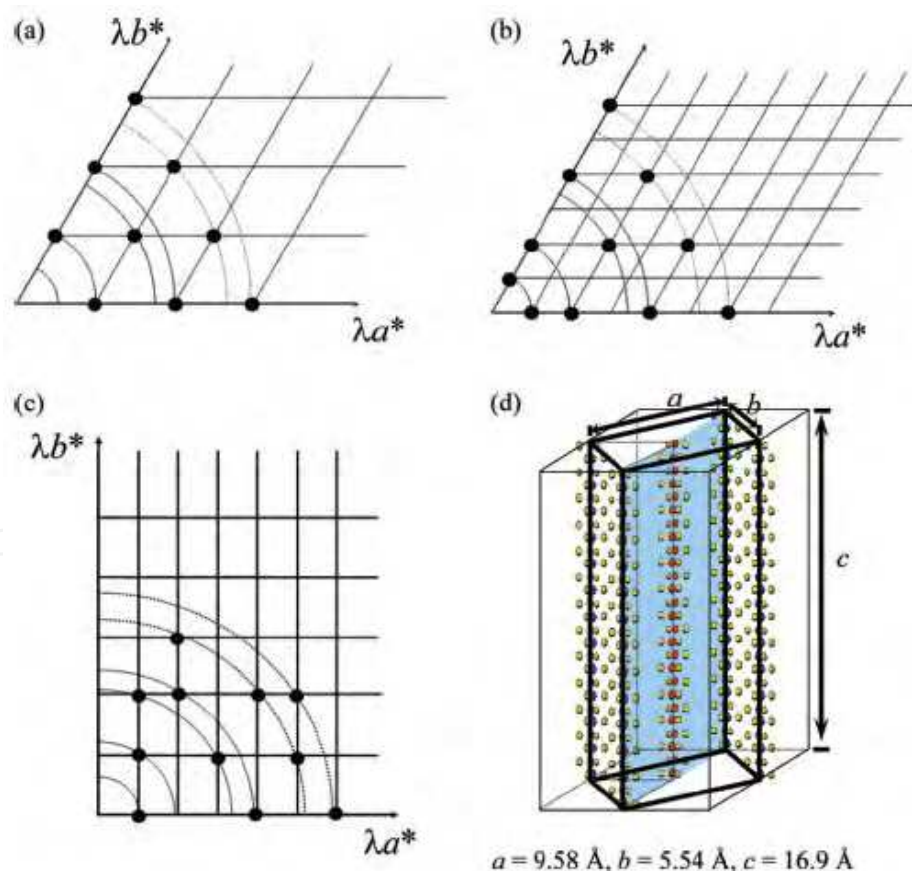 (a)
λb*
λa*
(b)
λb*
λa*
(c)
λb*
λa*
(d)
a
b
c
a = 9.58 Å, b = 5.54 Å, c = 16.9 Å